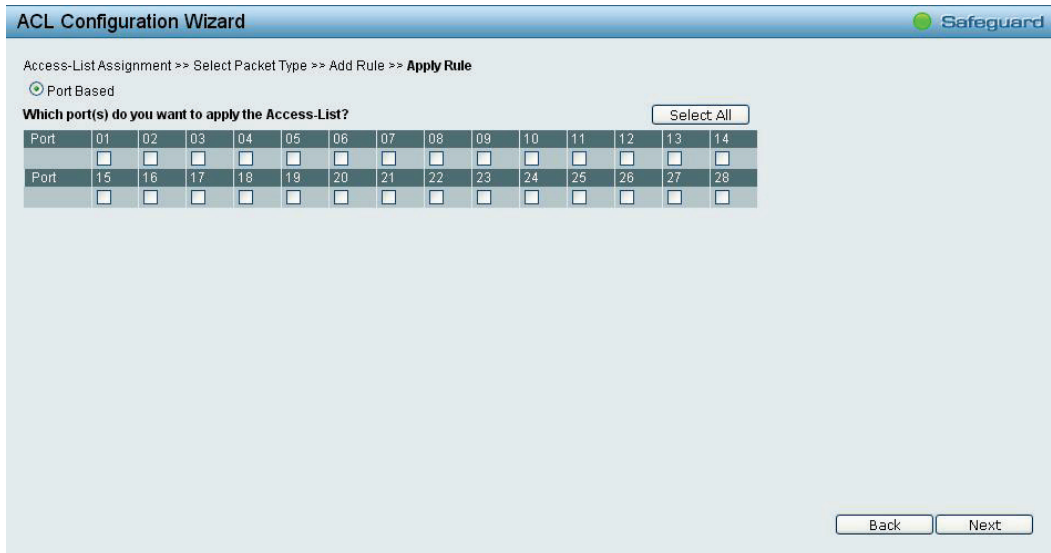 ACL Configuration Wizard Safeguard
Access-List Assignment >> Select Packet Type >> Add Rule >> Apply Rule
Port Based
Which port(s) do you want to apply the Access-List? Select All
Port 01 02 03 04 05 06 07 08 09 10 11 12 13 14
Port 15 16 17 18 19 20 21 22 23 24 25 26 27 28
Back Next